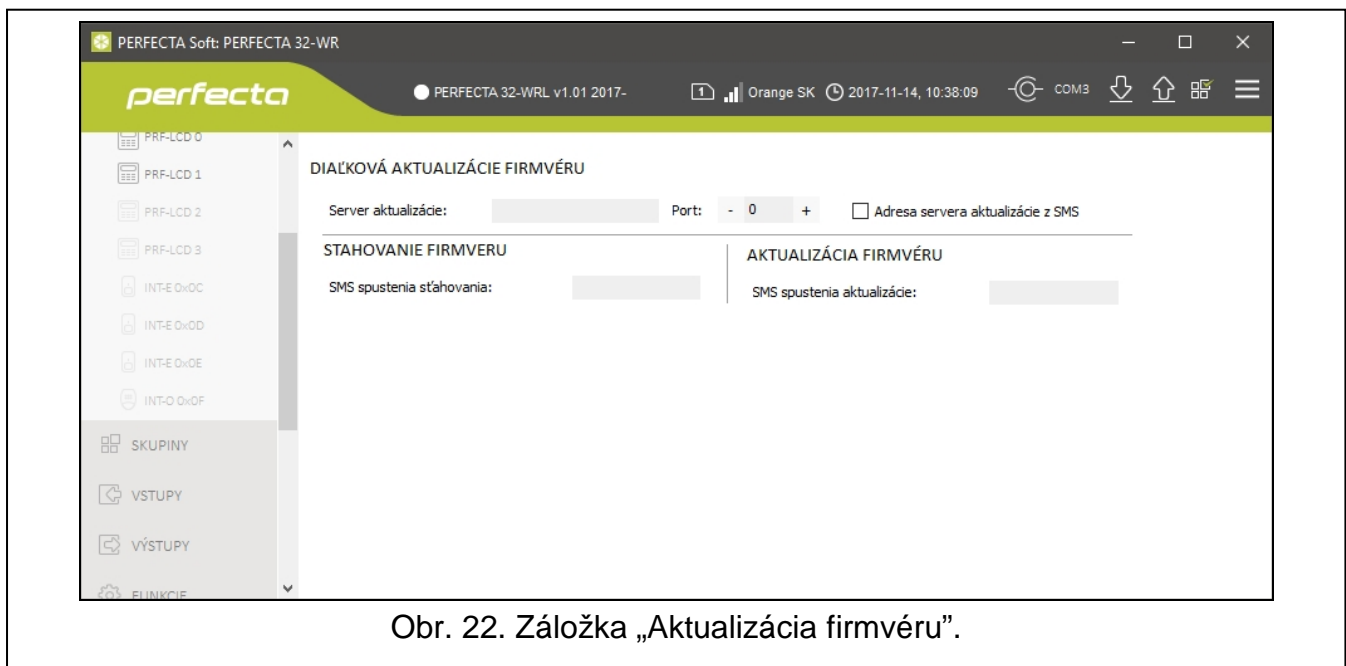 PERFECTA Soft: PERFECTA 32-WR
perfecta
PERFECTA 32-WRL v1.01 2017-
1 Orange SK 2017-11-14, 10:38:09
COM3
PRF-LCD 0
PRF-LCD 1
PRF-LCD 2
PRF-LCD 3
INT-E 0x0C
INT-E 0x0D
INT-E 0x0E
INT-O 0x0F
SKUPINY
VSTUPY
VÝSTUPY
FUNKCIE
DIAĽKOVÁ AKTUALIZÁCIE FIRMVÉRU
Server aktualizácie: Port: - 0 + Adresa servera aktualizácie z SMS
STAHOVANIE FIRMVERU
SMS spustenia sťahovania:
AKTUALIZÁCIA FIRMVÉRU
SMS spustenia aktualizácie:
Obr. 22. Záložka „Aktualizácia firmvéru”.